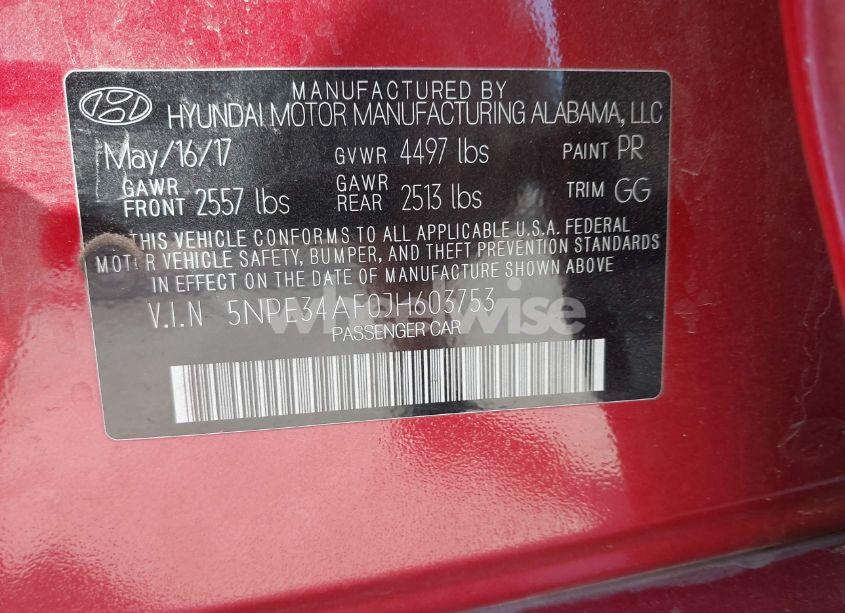 MANUFACTURED BY
HYUNDAI MOTOR MANUFACTURING ALABAMA, LLC
May/16/17 GVWR 4497 lbs PAINT PR
GAWR FRONT 2557 lbs GAWR REAR 2513 lbs TRIM GG
THIS VEHICLE CONFORMS TO ALL APPLICABLE U.S.A. FEDERAL
MOTOR VEHICLE SAFETY, BUMPER, AND THEFT PREVENTION STANDARDS
IN EFFECT ON THE DATE OF MANUFACTURE SHOWN ABOVE
V.I.N 5NPE34AF0JH603753
PASSENGER CAR